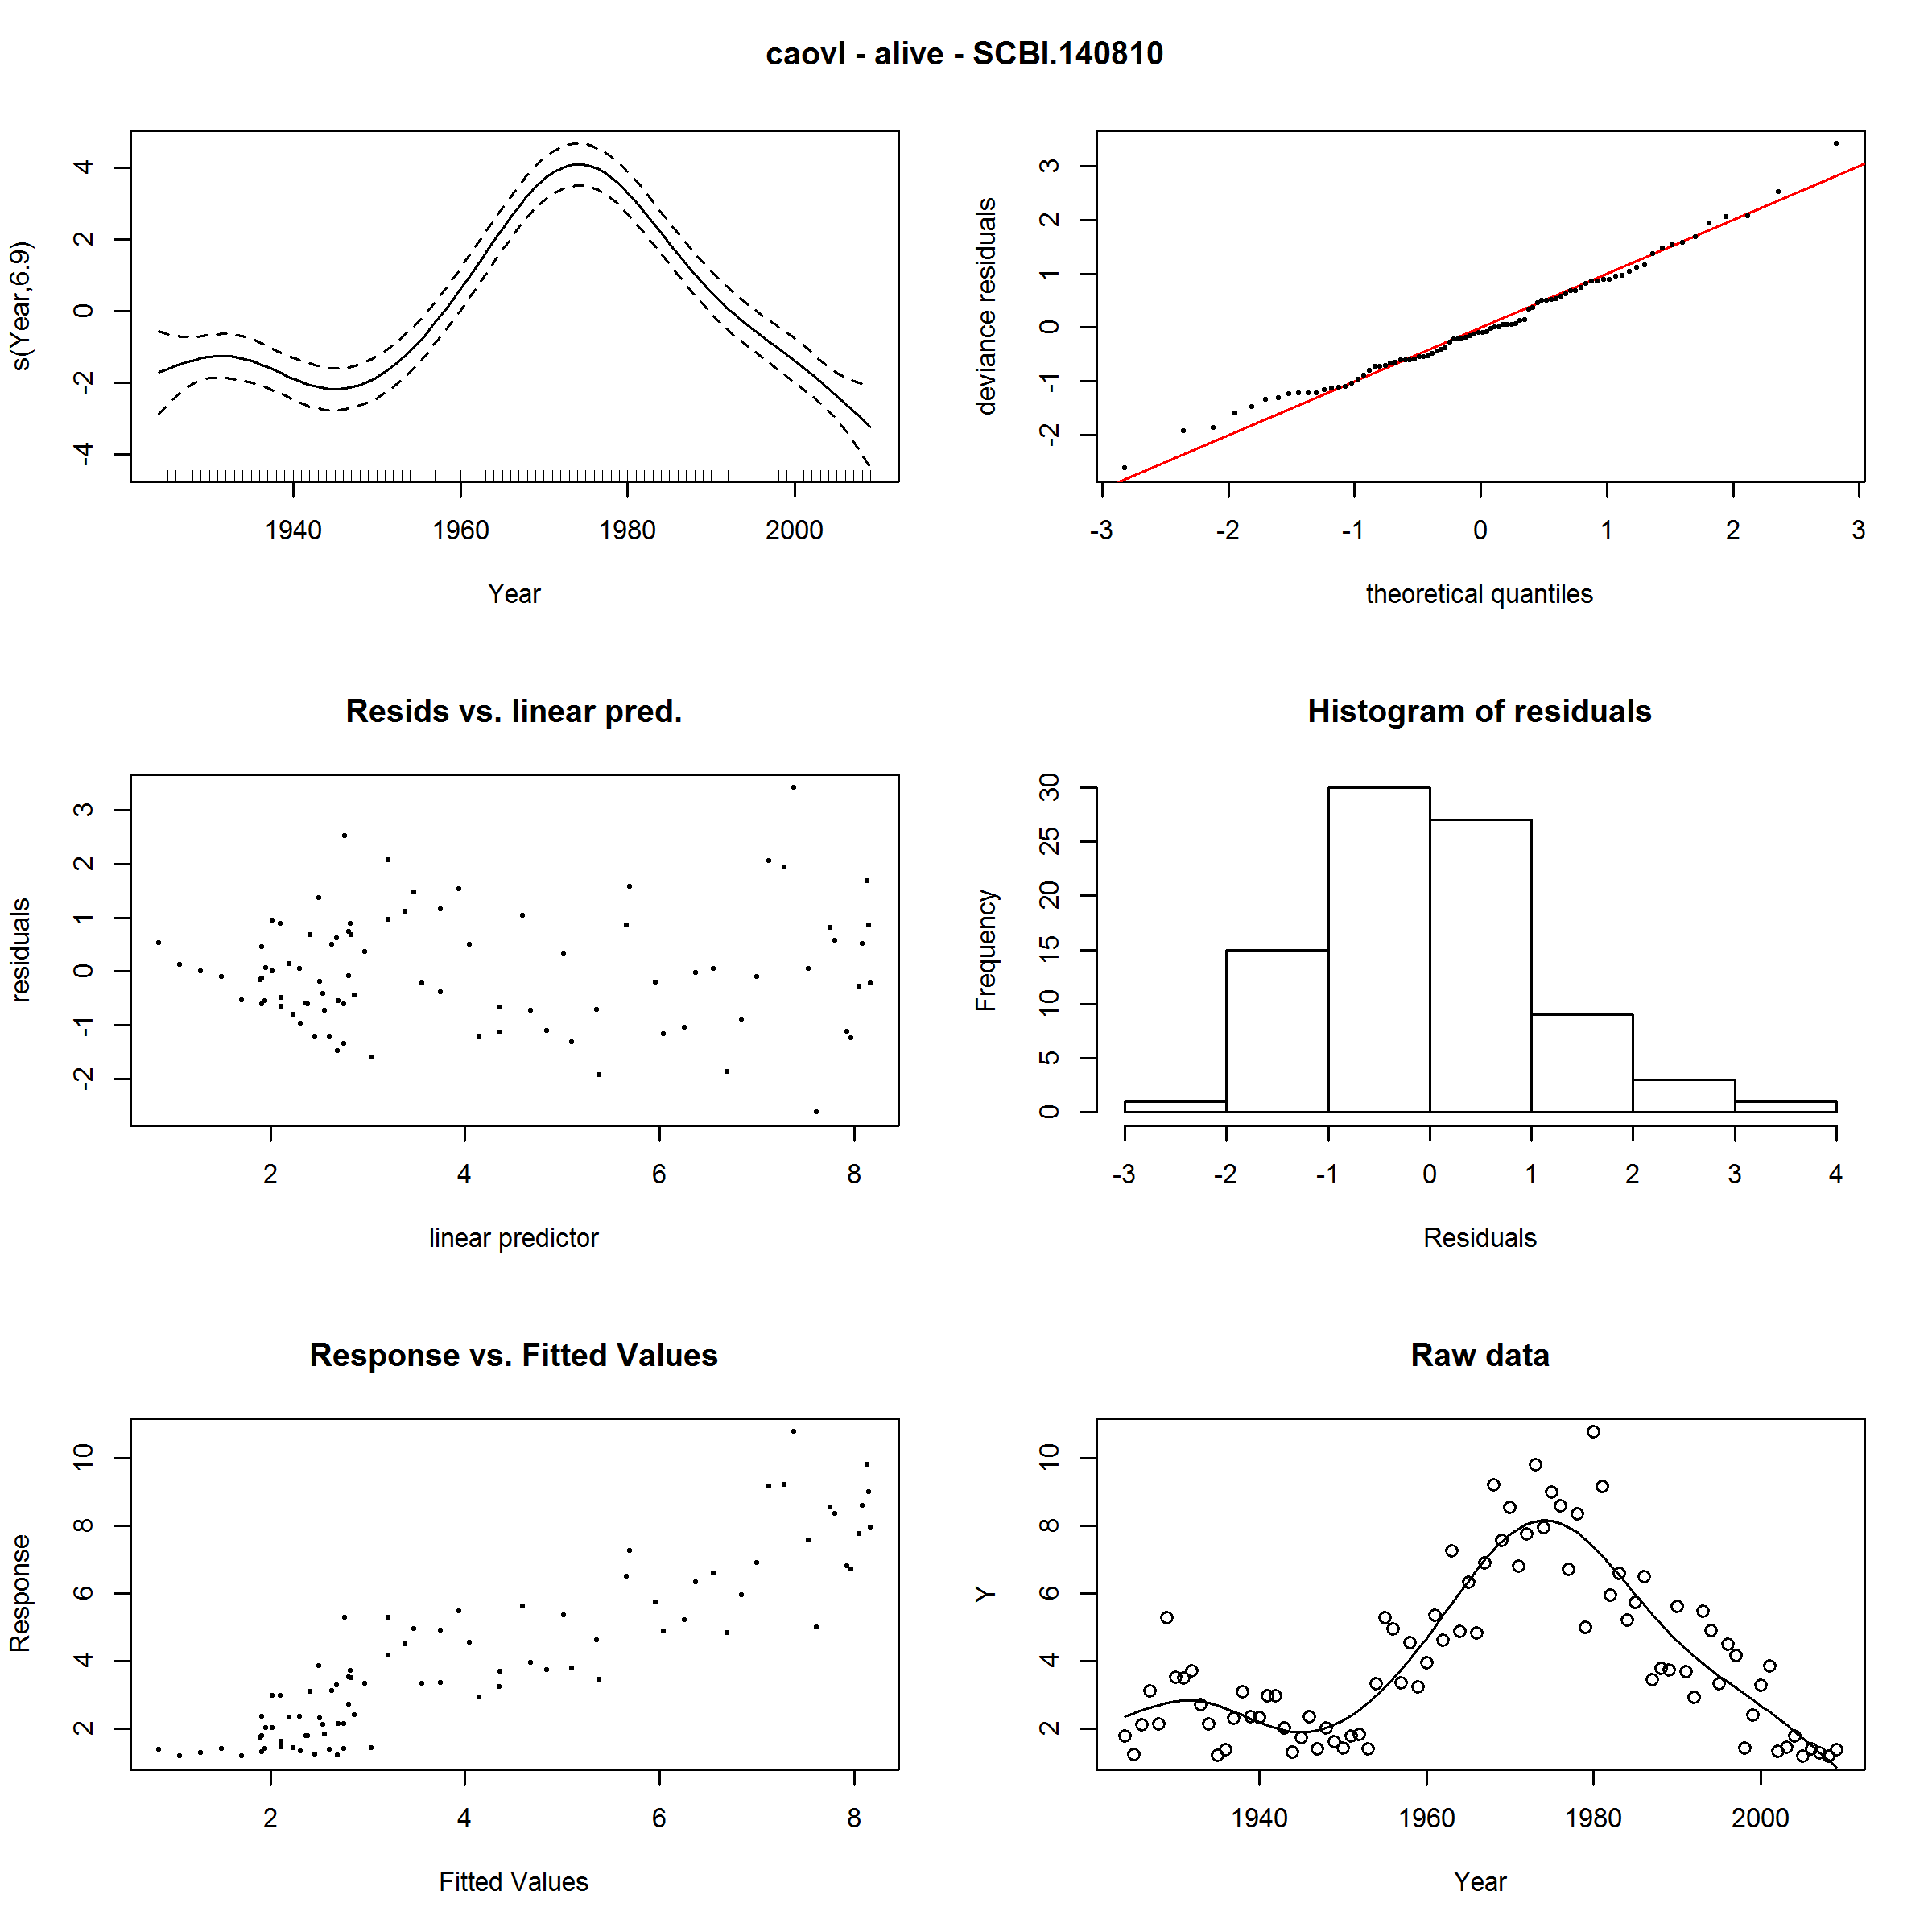 caovl - alive - SCBI.140810
s(Year,6.9)
4
2
0
-2
-4
1940 1960 1980 2000
Year
deviance residuals
3
2
1
0
-1
-2
-3 -2 -1 0 1 2 3
theoretical quantiles
Resids vs. linear pred.
residuals
3
2
1
0
-1
-2
2 4 6 8
linear predictor
Histogram of residuals
Frequency
30
25
20
15
10
5
0
-3 -2 -1 0 1 2 3 4
Residuals
Response vs. Fitted Values
Response
10
8
6
4
2
2 4 6 8
Fitted Values
Raw data
Y
10
8
6
4
2
1940 1960 1980 2000
Year